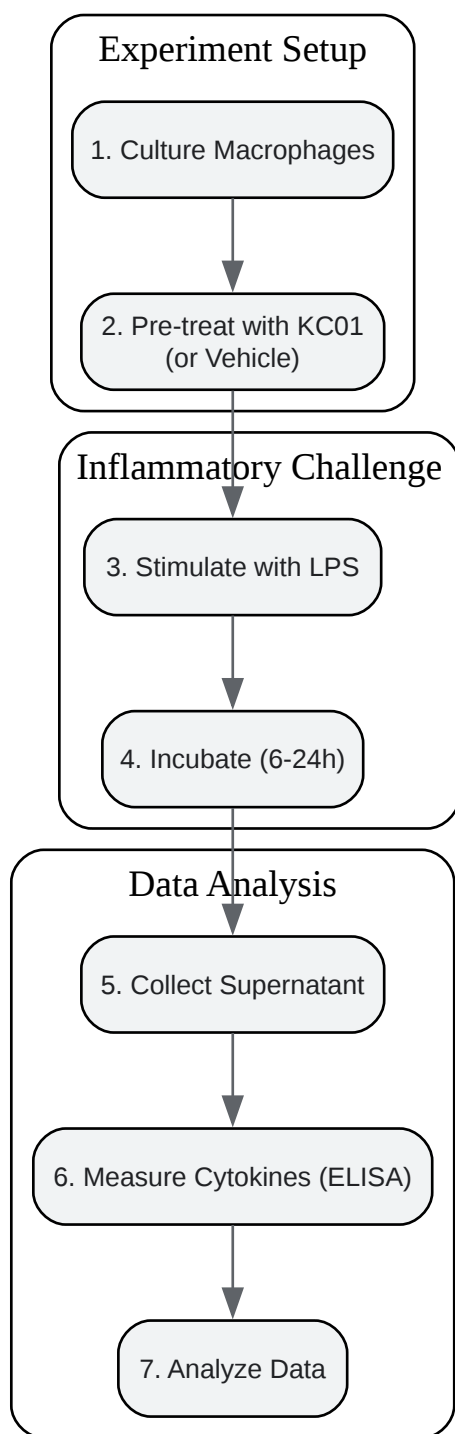 Experiment Setup
1. Culture Macrophages
2. Pre-treat with KC01
(or Vehicle)
Inflammatory Challenge
3. Stimulate with LPS
4. Incubate (6-24h)
Data Analysis
5. Collect Supernatant
6. Measure Cytokines (ELISA)
7. Analyze Data